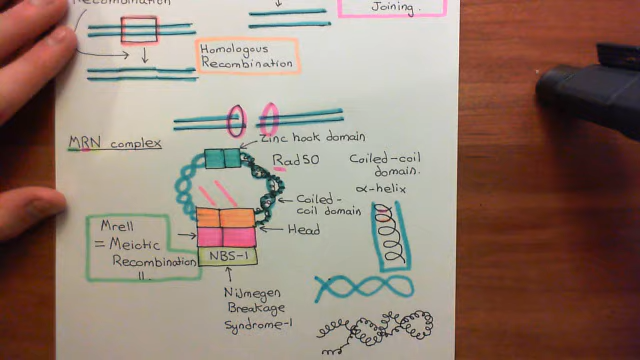 Recombination
Joining.
Homologous
Recombination
MRN complex
Zinc hook domain
Rad50
Coiled-coil
domain.
α-helix
Coiled-
coil domain
Head
Mre11
= Meiotic
Recombination
11.
NBS-1
Nijmegen
Breakage
Syndrome-1